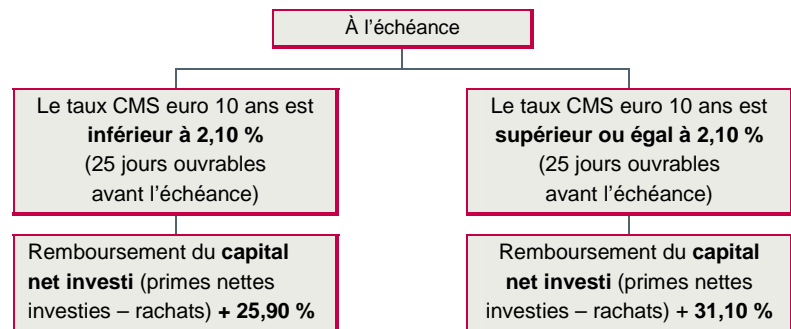 À l’échéance
Le taux CMS euro 10 ans est
inférieur à 2,10 %
(25 jours ouvrables
avant l’échéance)
Le taux CMS euro 10 ans est
supérieur ou égal à 2,10 %
(25 jours ouvrables
avant l’échéance)
Remboursement du capital
net investi (primes nettes
investies – rachats) + 25,90 %
Remboursement du capital
net investi (primes nettes
investies – rachats) + 31,10 %